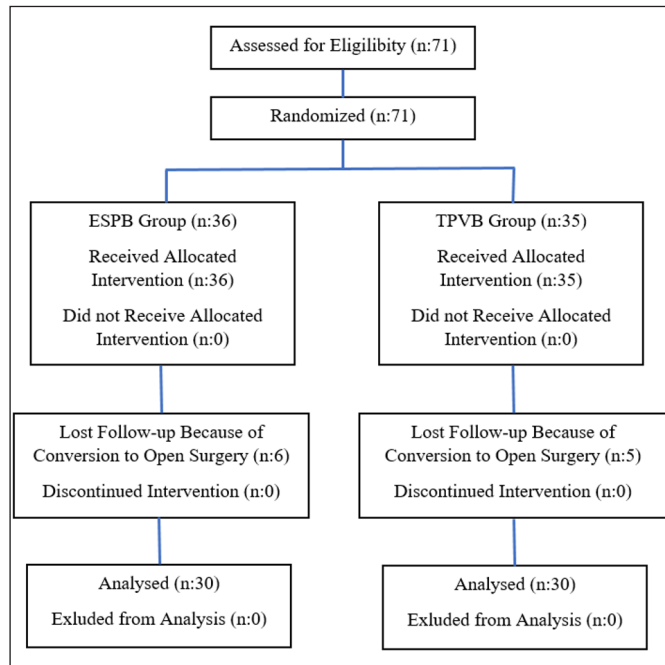 Assessed for Eligilibity (n:71)
Randomized (n:71)
ESPB Group (n:36)
Received Allocated
Intervention (n:36)
Did not Receive Allocated
Intervention (n:0)
TPVB Group (n:35)
Received Allocated
Intervention (n:35)
Did not Receive Allocated
Intervention (n:0)
Lost Follow-up Because of
Conversion to Open Surgery (n:6)
Discontinued Intervention (n:0)
Lost Follow-up Because of
Conversion to Open Surgery (n:5)
Discontinued Intervention (n:0)
Analysed (n:30)
Exluded from Analysis (n:0)
Analysed (n:30)
Exluded from Analysis (n:0)